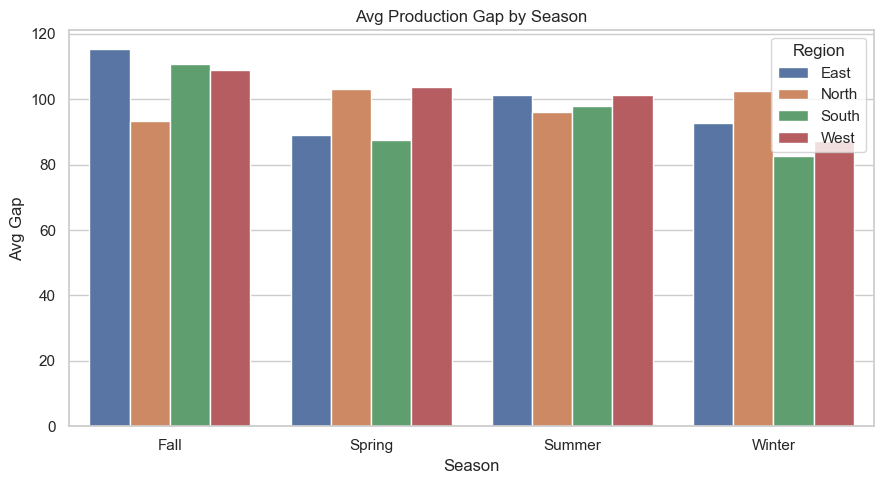 Avg Production Gap by Season
120
100
80
60
40
20
0
Avg Gap
Fall
Spring
Summer
Winter
Season
Region
East
North
South
West